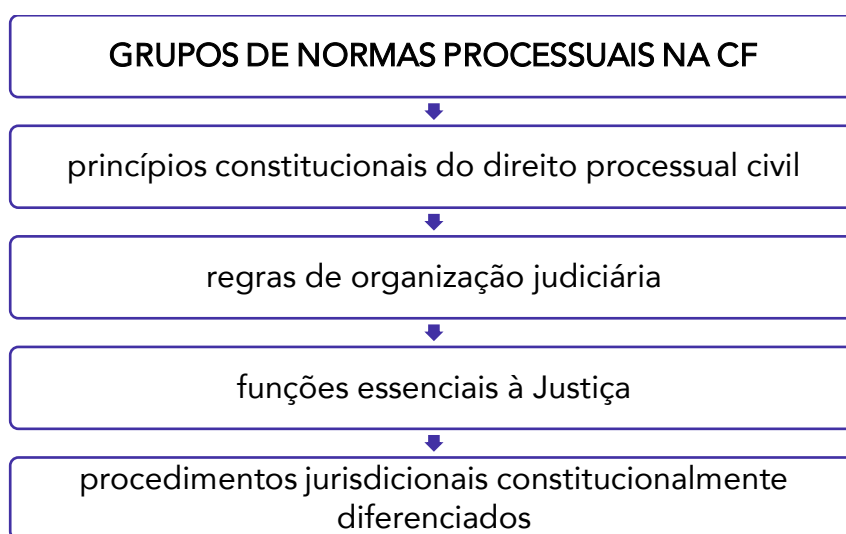 GRUPOS DE NORMAS PROCESSUAIS NA CF
princípios constitucionais do direito processual civil
regras de organização judiciária
funções essenciais à Justiça
procedimentos jurisdicionais constitucionalmente
diferenciados